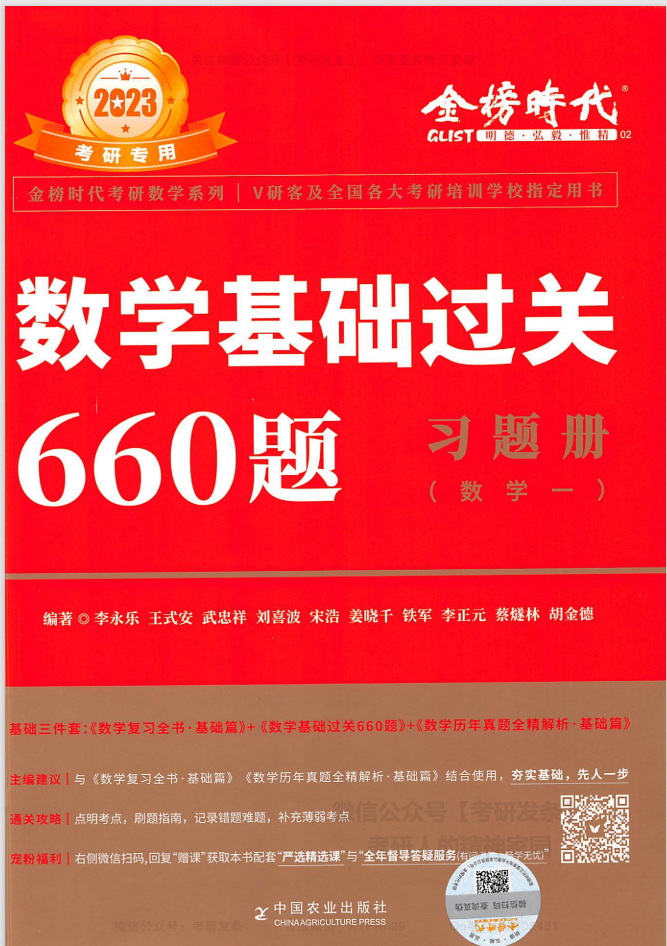 2023
考研专用
金榜時代®
GLIST 明德·弘毅·惟精 02
金榜时代考研数学系列 | V研客及全国各大考研培训学校指定用书
数学基础过关
660题 习题册
(数学一)
编著◎李永乐 王式安 武忠祥 刘喜波 宋浩 姜晓千 铁军 李正元 蔡燧林 胡金德
基础三件套:《数学复习全书·基础篇》+《数学基础过关660题》+《数学历年真题全精解析·基础篇》
主编建议 | 与《数学复习全书·基础篇》《数学历年真题全精解析·基础篇》结合使用,夯实基础,先人一步
微信公众号【考研发条
通关攻略 | 点明考点,刷题指南,记录错题难题,补充薄弱考点
宠粉福利 | 右侧微信扫码,回复“赠课”获取本书配套“严选精选课”与“全年督导答疑服务
微信扫码 查询真伪
金榜時代
中国农业出版社
CHINA AGRICULTURE PRESS